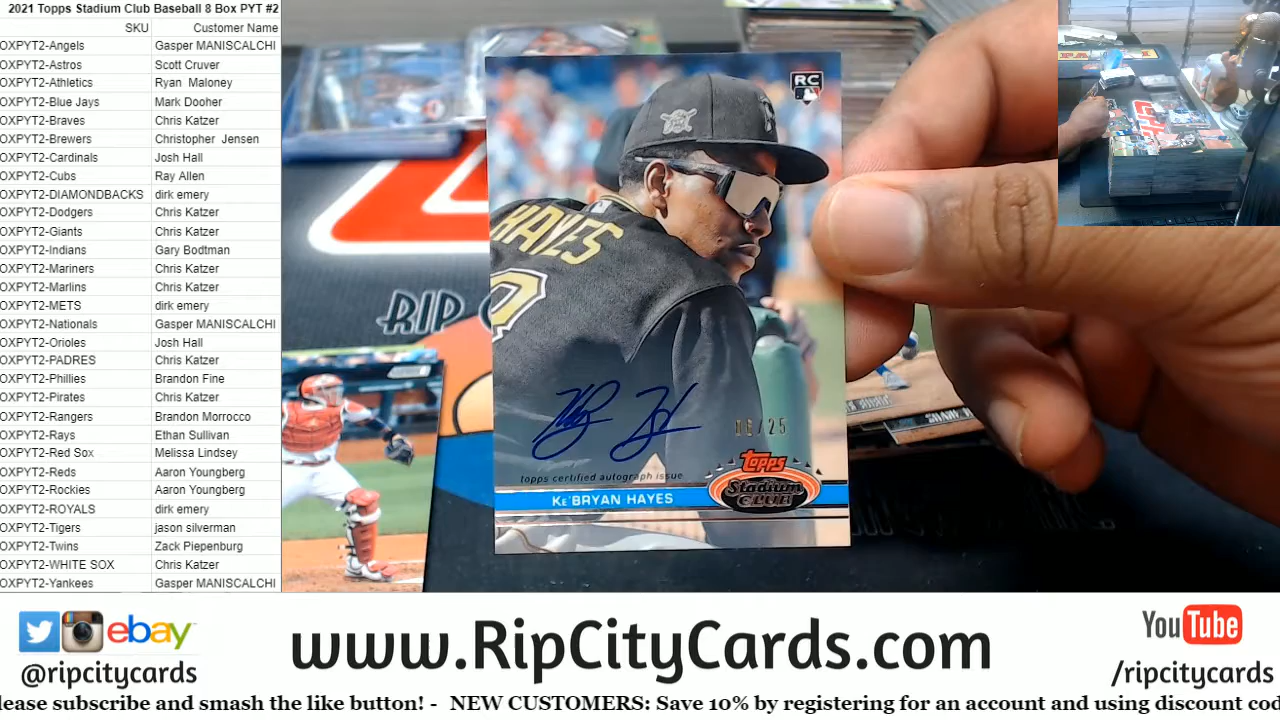 2021 Topps Stadium Club Baseball 8 Box PYT #2
SKU Customer Name
OXPYT2-Angels Gasper MANISCALCHI
OXPYT2-Astros Scott Cruver
OXPYT2-Athletics Ryan Maloney
OXPYT2-Blue Jays Mark Dooher
OXPYT2-Braves Chris Katzer
OXPYT2-Brewers Christopher Jensen
OXPYT2-Cardinals Josh Hall
OXPYT2-Cubs Ray Allen
OXPYT2-DIAMONDBACKS dirk emery
OXPYT2-Dodgers Chris Katzer
OXPYT2-Giants Chris Katzer
OXPYT2-Indians Gary Bodtman
OXPYT2-Mariners Chris Katzer
OXPYT2-Marlins Chris Katzer
OXPYT2-METS dirk emery
OXPYT2-Nationals Gasper MANISCALCHI
OXPYT2-Orioles Josh Hall
OXPYT2-PADRES Chris Katzer
OXPYT2-Phillies Brandon Fine
OXPYT2-Pirates Chris Katzer
OXPYT2-Rangers Brandon Morrocco
OXPYT2-Rays Ethan Sullivan
OXPYT2-Red Sox Melissa Lindsey
OXPYT2-Reds Aaron Youngberg
OXPYT2-Rockies Aaron Youngberg
OXPYT2-ROYALS dirk emery
OXPYT2-Tigers jason silverman
OXPYT2-Twins Zack Piepenburg
OXPYT2-WHITE SOX Chris Katzer
OXPYT2-Yankees Gasper MANISCALCHI
RC
HAYES
RIP
06/25
topps certified autograph issue
KE'BRYAN HAYES
TOPPS
Stadium
CLUB
ebay
@ripcitycards
www.RipCityCards.com
YouTube
/ripcitycards
lease subscribe and smash the like button! - NEW CUSTOMERS: Save 10% by registering for an account and using discount cod